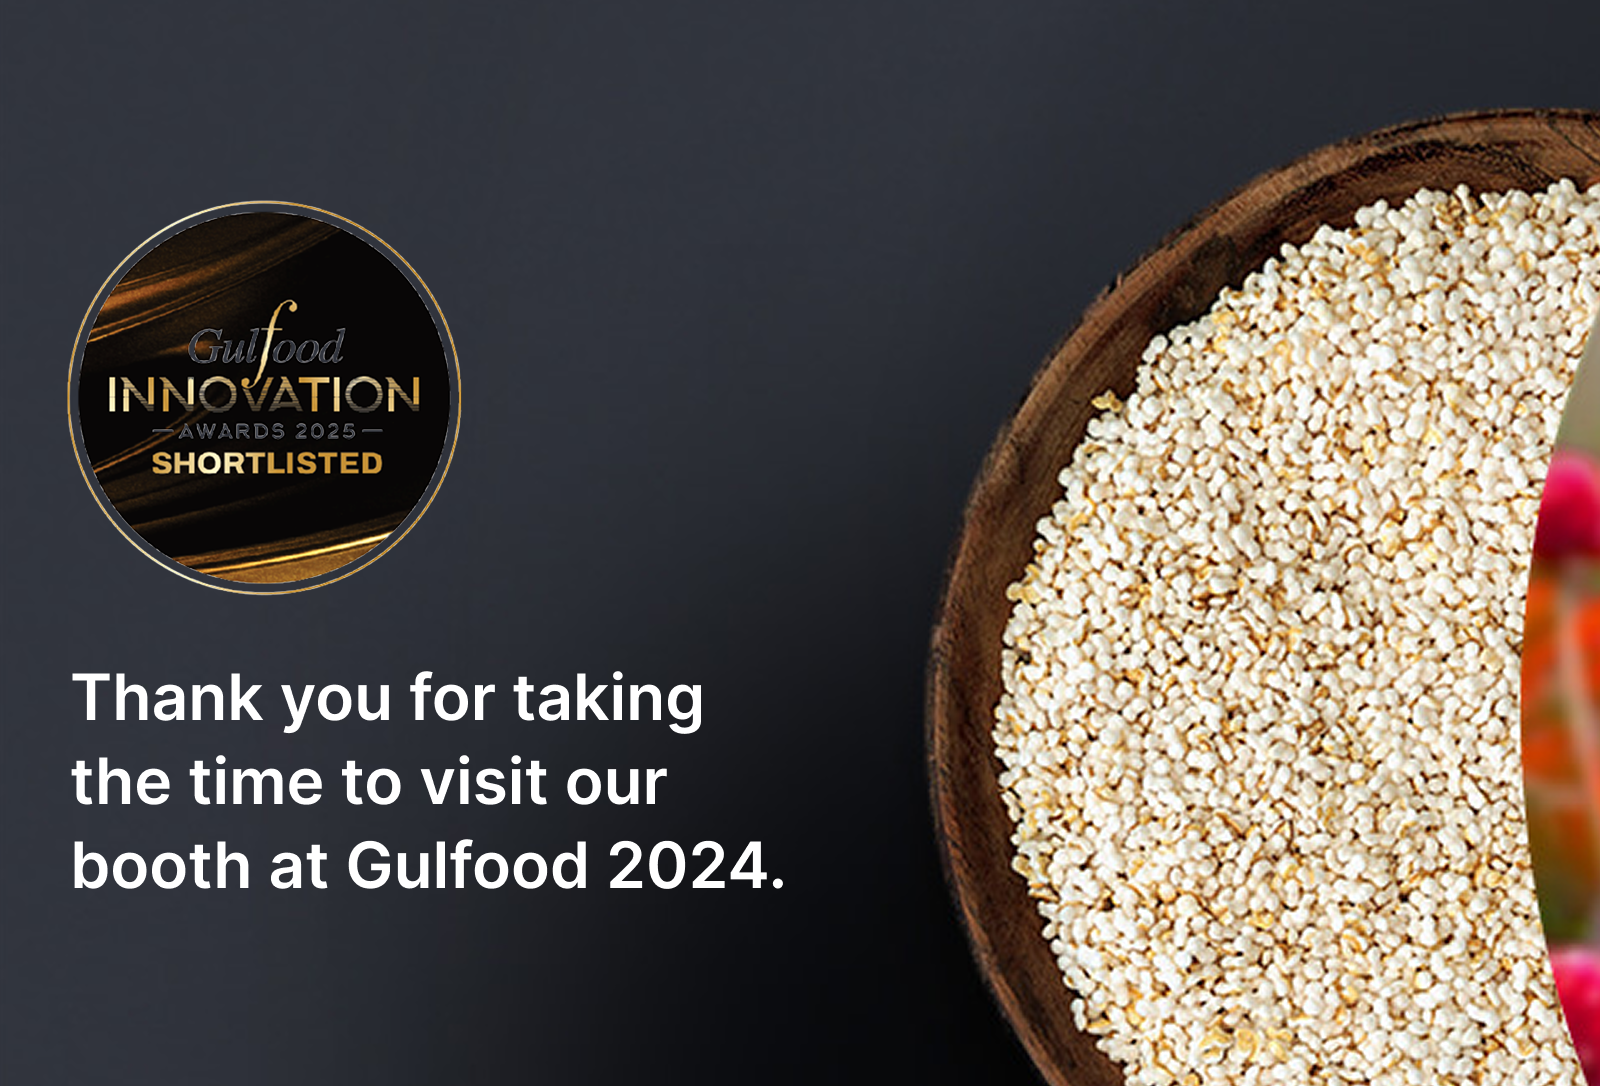 Gulfood
INNOVATION
AWARDS 2025
SHORTLISTED
Thank you for taking
the time to visit our
booth at Gulfood 2024.